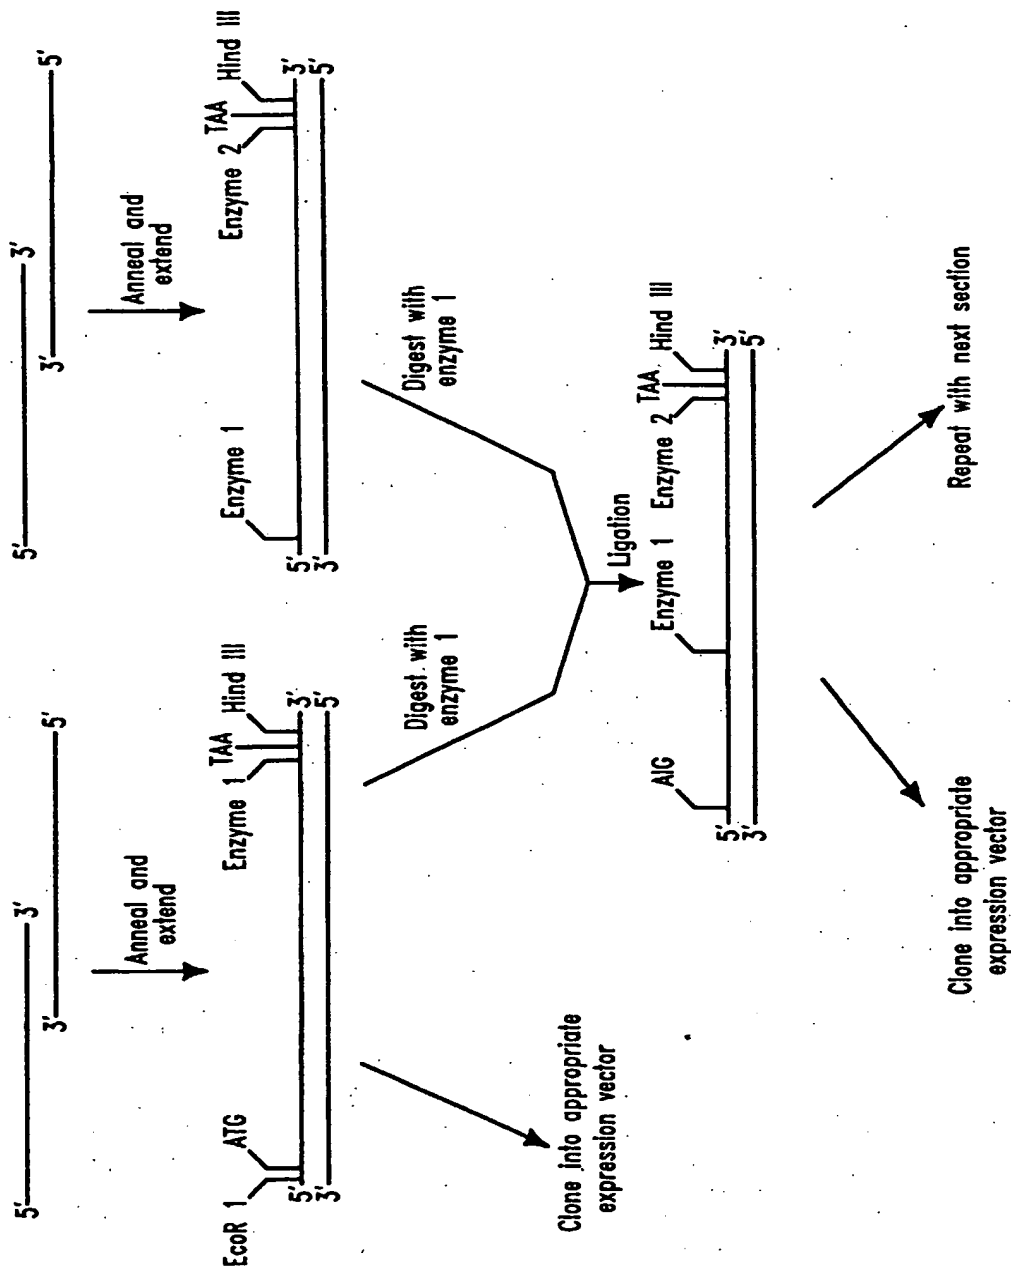 5' 3'
3' 5'
Anneal and
extend
EcoR 1 ATG
Enzyme 1 TAA Hind III
5' 3'
3' 5'
5' 3'
3' 5'
Anneal and
extend
Enzyme 1
Enzyme 2 TAA Hind III
5' 3'
3' 5'
Clone into appropriate
expression vector
Digest with
enzyme 1
Digest with
enzyme 1
Ligation
AIG
Enzyme 1
Enzyme 2 TAA Hind III
5' 3'
3' 5'
Clone into appropriate
expression vector
Repeat with next section